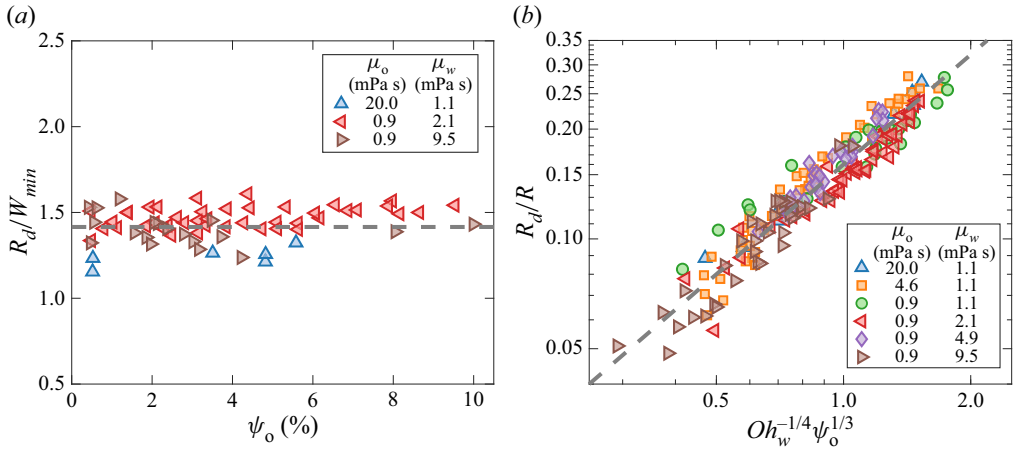 (a)
2.5
2.0
1.5
1.0
0.5
R_d/W_min
0 2 4 6 8 10
ψ_o (%)
μ_o μ_w
(mPa s) (mPa s)
20.0 1.1
0.9 2.1
0.9 9.5
(b)
0.35
0.25
0.20
0.15
0.10
0.05
R_d/R
0.5 1.0 2.0
Oh_w^{-1/4} ψ_o^{1/3}
μ_o μ_w
(mPa s) (mPa s)
20.0 1.1
4.6 1.1
0.9 1.1
0.9 2.1
0.9 4.9
0.9 9.5